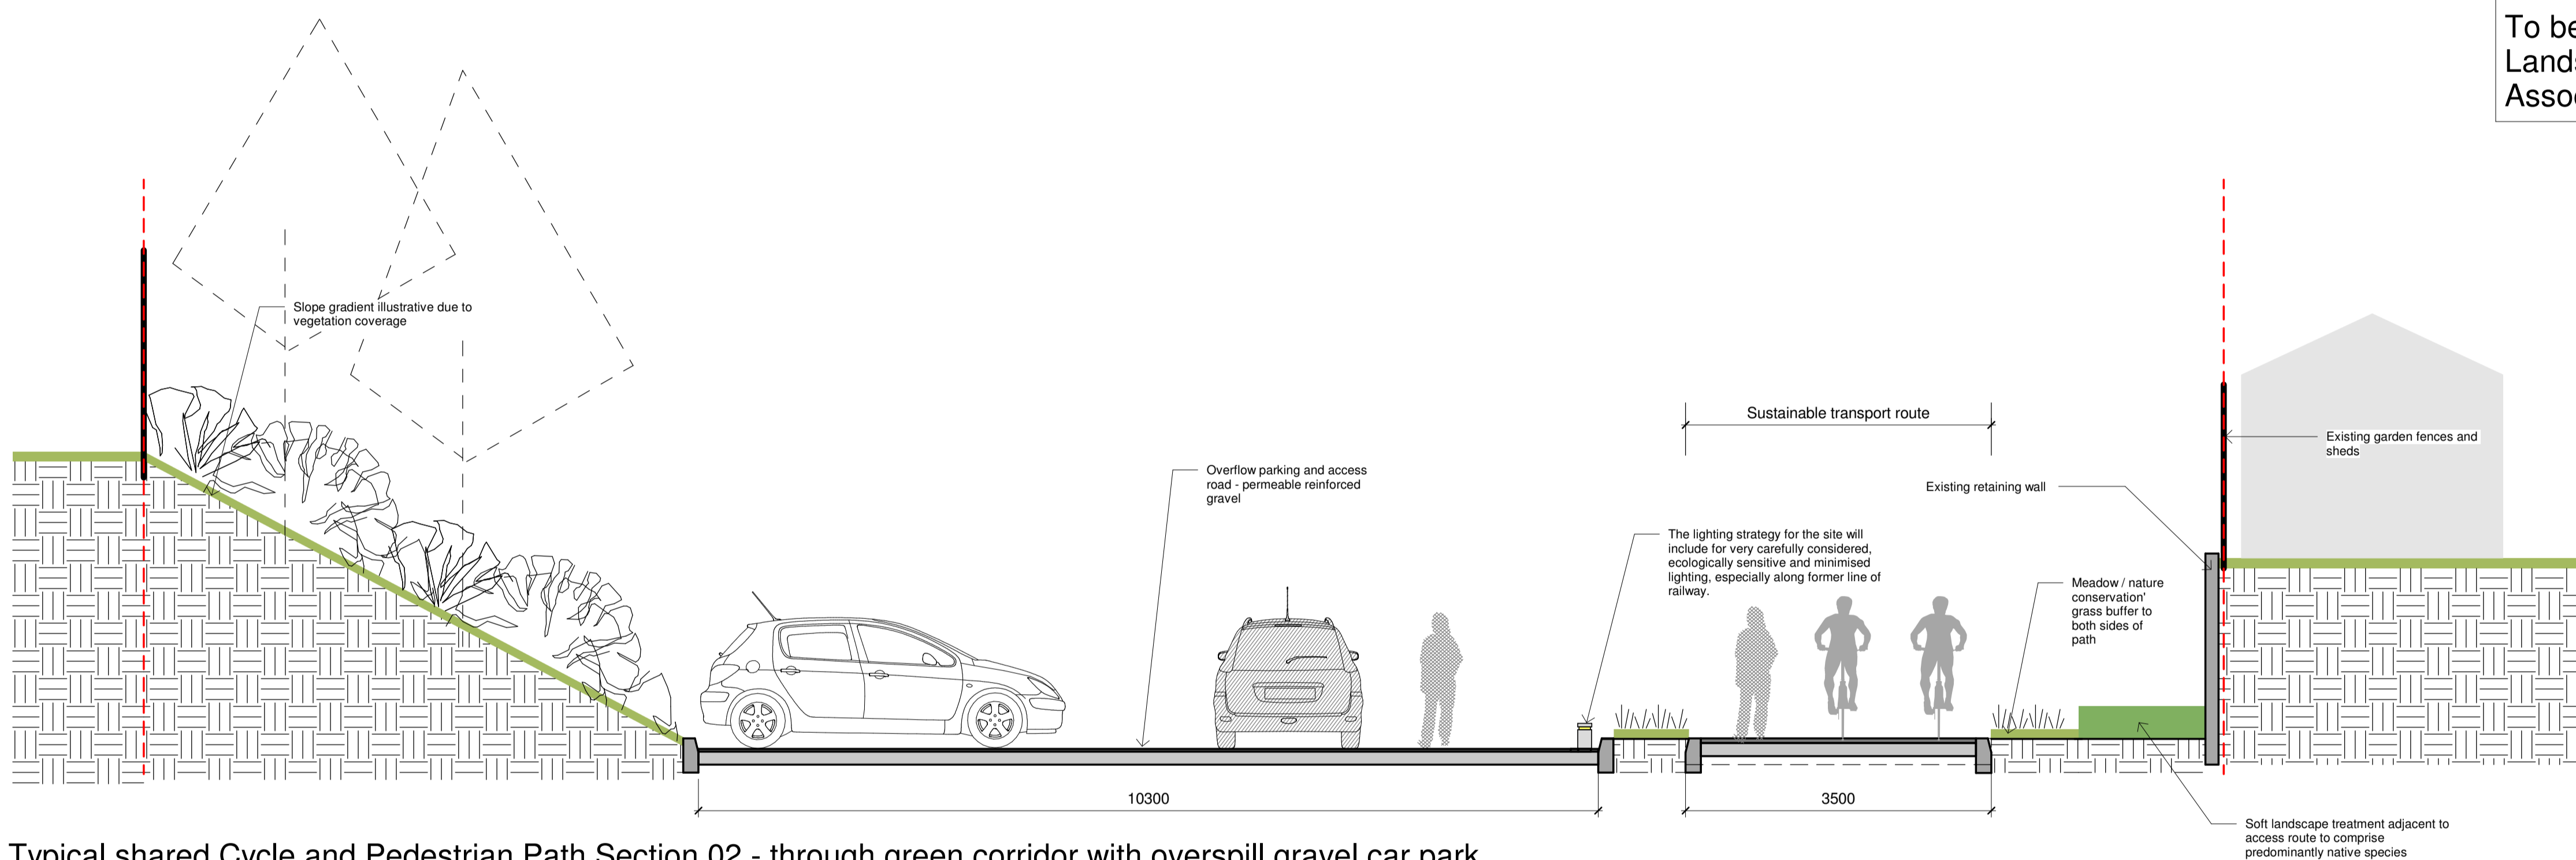 To be
Lands
Assoc
Slope gradient illustrative due to
vegetation coverage
Sustainable transport route
Existing garden fences and
sheds
Overflow parking and access
road - permeable reinforced
gravel
Existing retaining wall
The lighting strategy for the site will
include for very carefully considered,
ecologically sensitive and minimised
lighting, especially along former line of
railway.
Meadow / nature
conservation'
grass buffer to
both sides of
path
10300
3500
Soft landscape treatment adjacent to
access route to comprise
predominantly native species
Typical shared Cycle and Pedestrian Path Section 02 - through green corridor with overspill gravel car park